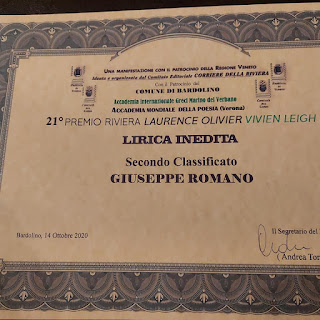 UNA MANIFESTAZIONE CON IL PATROCINIO DELLA REGIONE VENETO
Ideata e organizzata dal Comitato Editoriale CORRIERE DELLA RIVIERA
Con il Patrocinio del
COMUNE DI BARDOLINO
Accademia Internazionale Greci Marino del Verbano
ACCADEMIA MONDIALE DELLA POESIA (Verona)
21° PREMIO RIVIERA LAURENCE OLIVIER VIVIEN LEIGH
LIRICA INEDITA
Secondo Classificato
GIUSEPPE ROMANO
Bardolino, 14 Ottobre 2020
Il Segretario del
(Andrea Tor